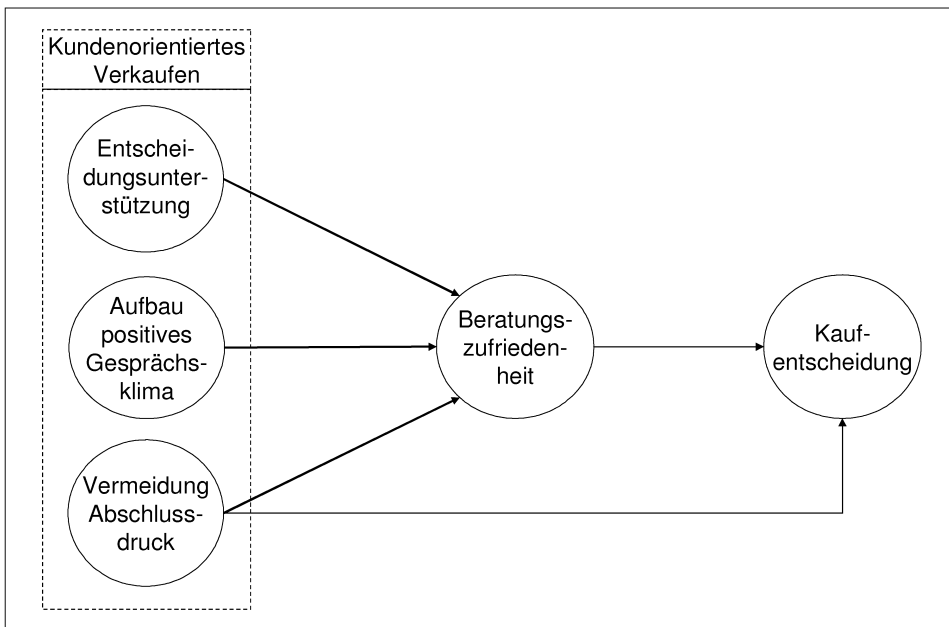 Kundenorientiertes
Verkaufen
Entschei-
dungsunter-
stützung
Aufbau
positives
Gesprächs-
klima
Vermeidung
Abschluss-
druck
Beratungs-
zufrieden-
heit
Kauf-
entscheidung